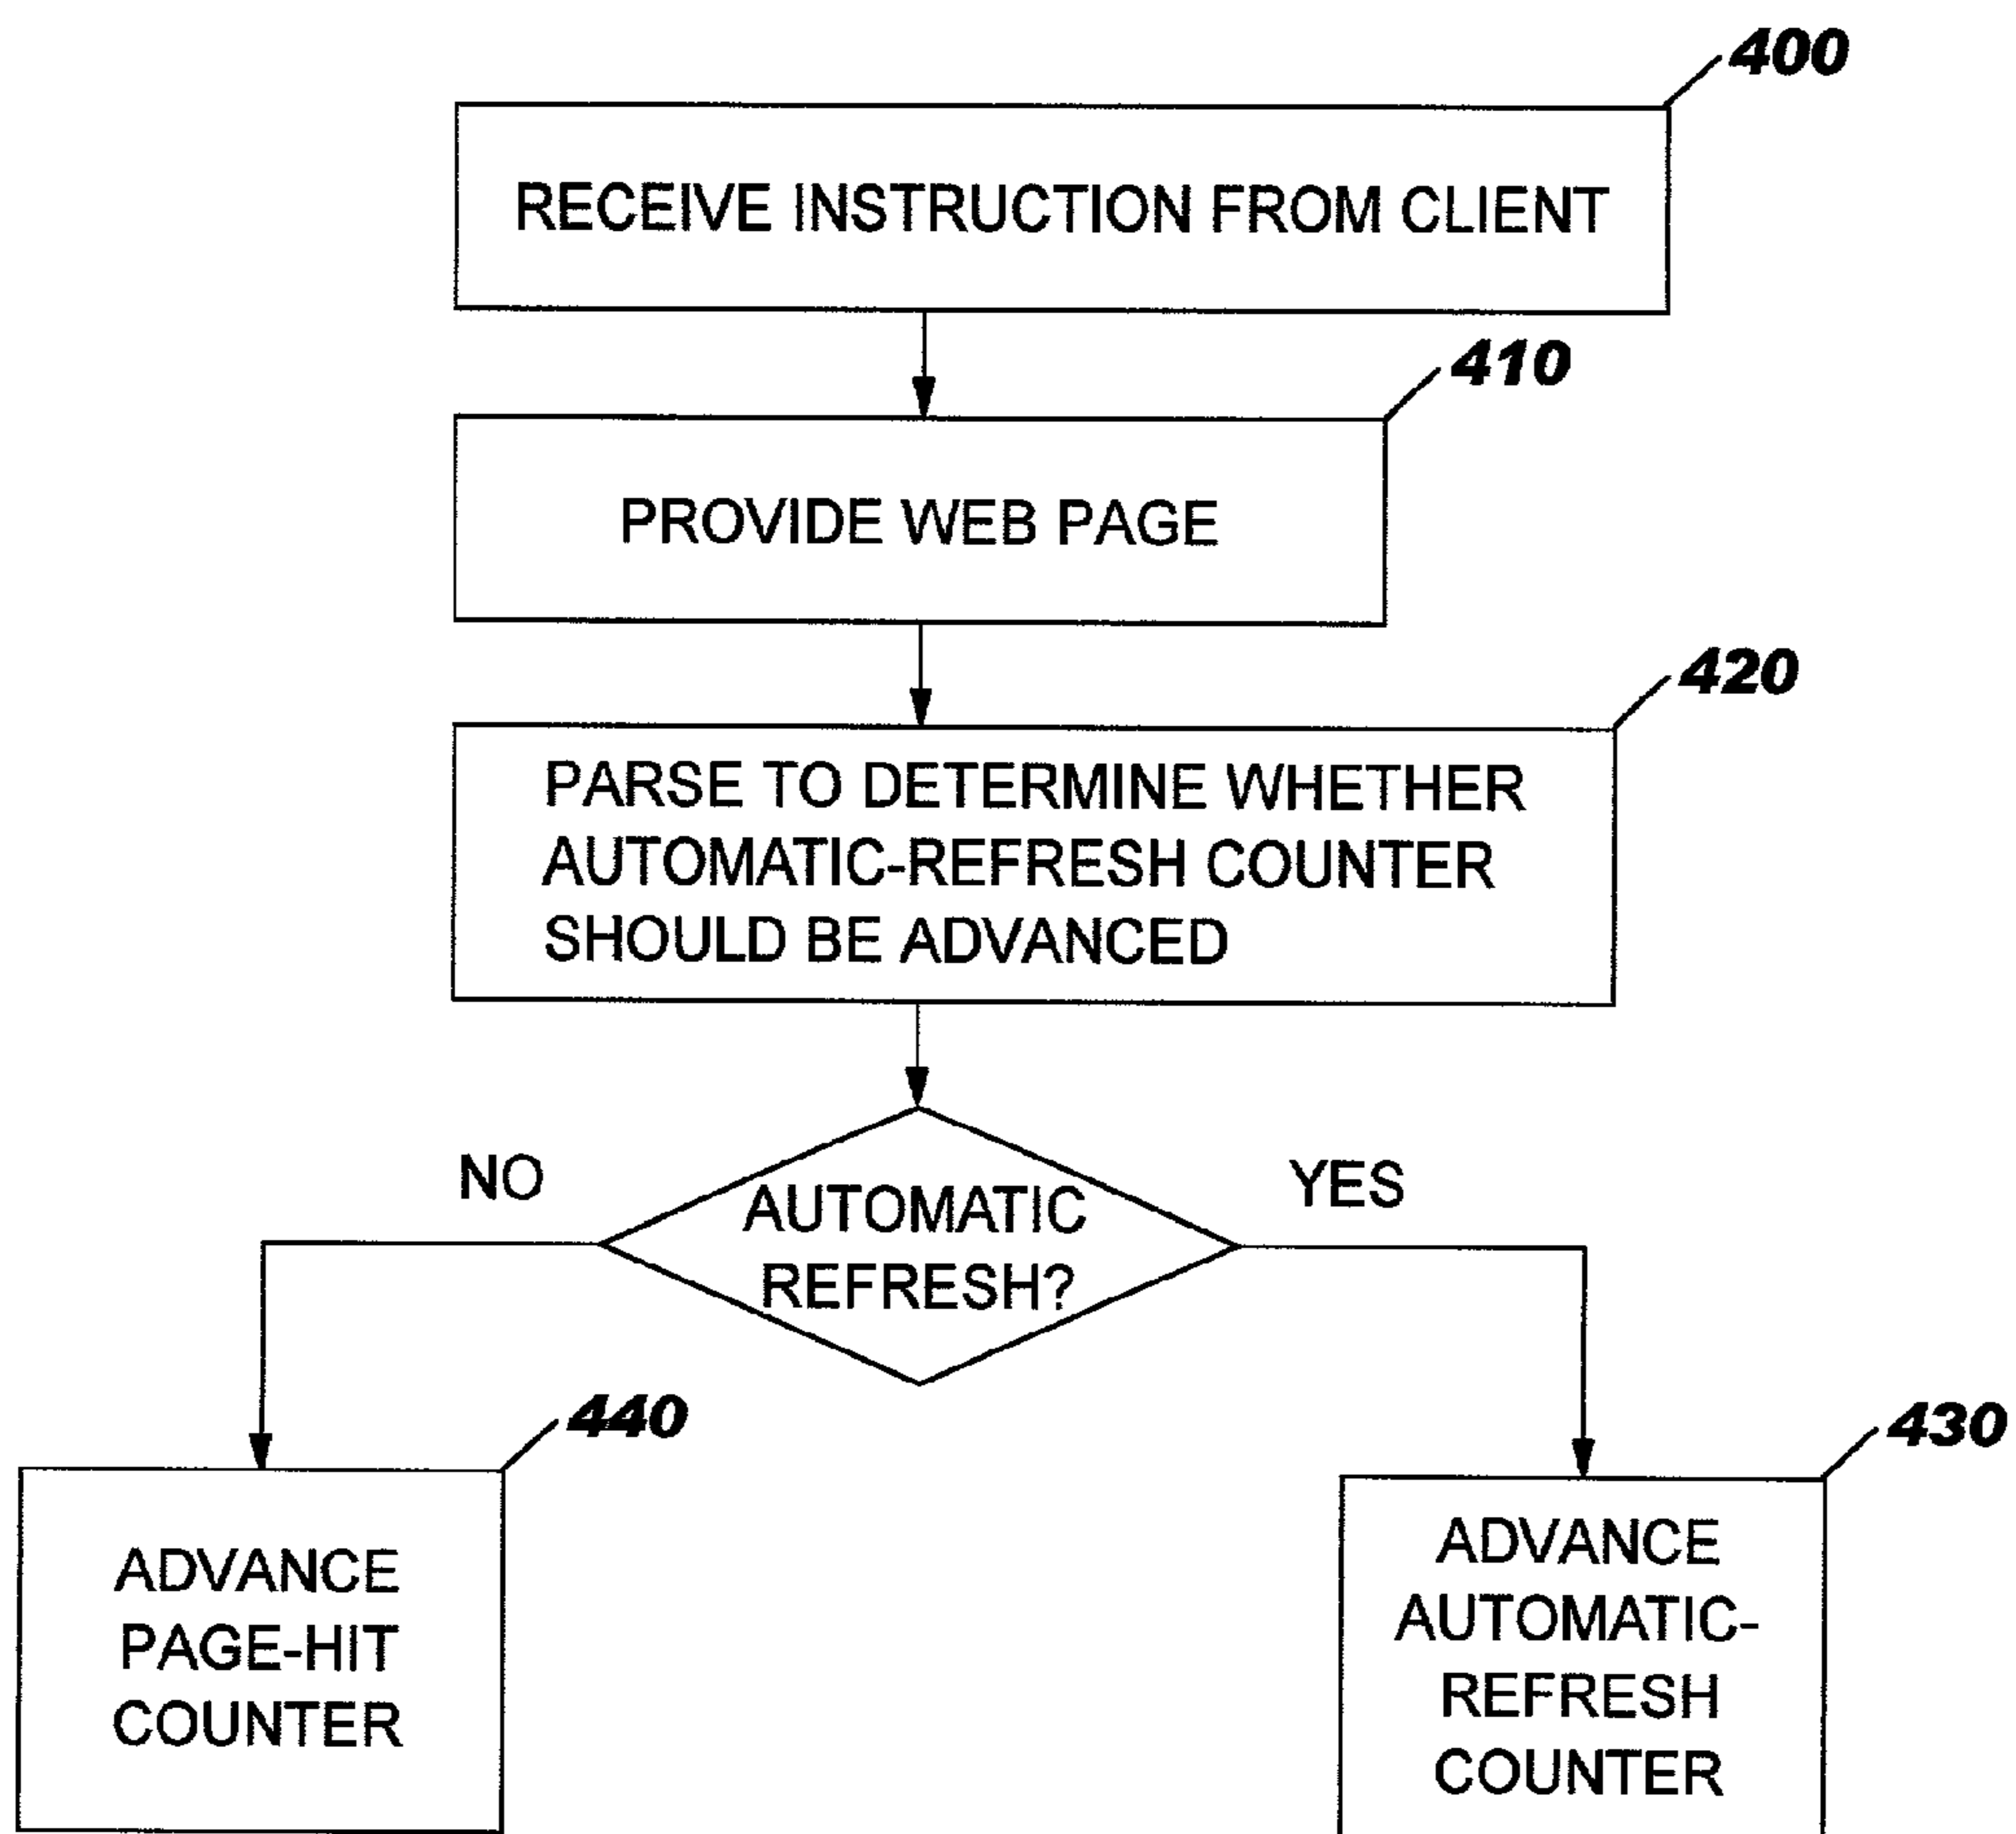 400
RECEIVE INSTRUCTION FROM CLIENT
410
PROVIDE WEB PAGE
420
PARSE TO DETERMINE WHETHER
AUTOMATIC-REFRESH COUNTER
SHOULD BE ADVANCED
NO
AUTOMATIC
REFRESH?
YES
440
ADVANCE
PAGE-HIT
COUNTER
430
ADVANCE
AUTOMATIC-
REFRESH
COUNTER